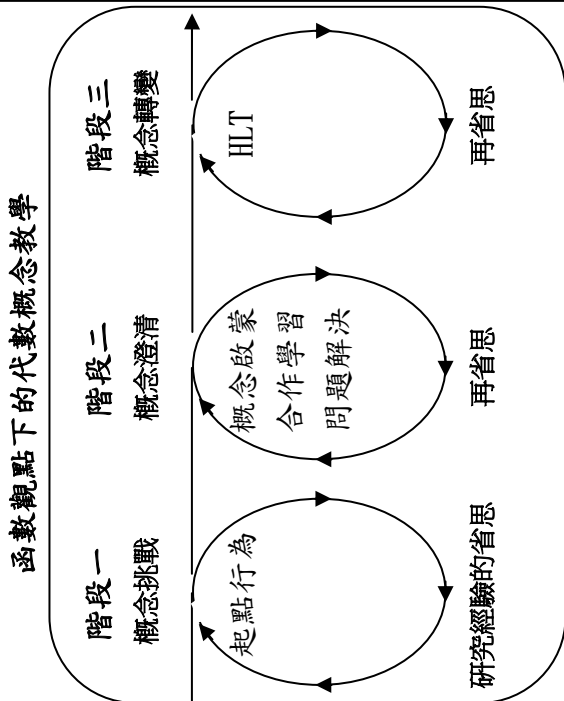 函數觀點下的代數概念教學
階段一
概念挑戰
起點行為
研究經驗的省思
階段二
概念澄清
概念啟蒙
合作學習
問題解決
再省思
階段三
概念轉變
HLT
再省思